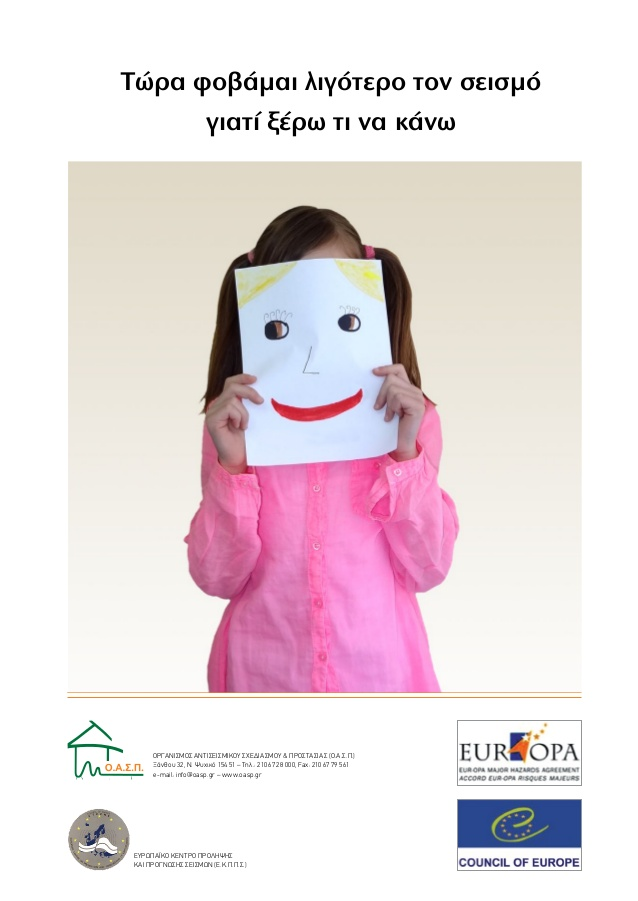 Τώρα φοβάμαι λιγότερο τον σεισμό
γιατί ξέρω τι να κάνω
ΟΡΓΑΝΙΣΜΟΣ ΑΝΤΙΣΕΙΣΜΙΚΟΥ ΣΧΕΔΙΑΣΜΟΥ & ΠΡΟΣΤΑΣΙΑΣ (Ο.Α.Σ.Π.)
Ξάνθου 32, Ν. Ψυχικό 154 51 – Τηλ. 210 6728 000, Fax. 210 67 79 561
e-mail. info@oasp.gr – www.oasp.gr
Ο.Α.Σ.Π.
EUR OPA
EUR-OPA MAJOR HAZARDS AGREEMENT
ACCORD EUR-OPA RISQUES MAJEURS
ΕΥΡΩΠΑΪΚΟ ΚΕΝΤΡΟ ΠΡΟΛΗΨΗΣ
ΚΑΙ ΠΡΟΓΝΩΣΗΣ ΣΕΙΣΜΩΝ (Ε.Κ.Π.Π.Σ.)
COUNCIL OF EUROPE